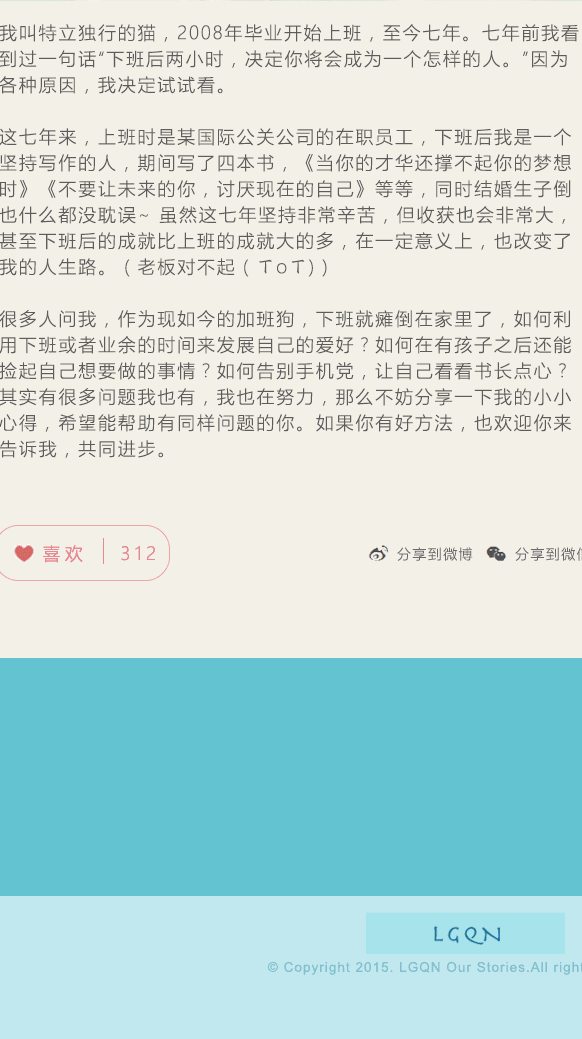 我叫特立独行的猫，2008年毕业开始上班，至今七年。七年前我看
到过一句话“下班后两小时，决定你将会成为一个怎样的人。”因为
各种原因，我决定试试看。
这七年来，上班时是某国际公关公司的在职员工，下班后我是一个
坚持写作的人，期间写了四本书，《当你的才华还撑不起你的梦想
时》《不要让未来的你，讨厌现在的自己》等等，同时结婚生子倒
也什么都没耽误~ 虽然这七年坚持非常辛苦，但收获也会非常大，
甚至下班后的成就比上班的成就大的多，在一定意义上，也改变了
我的人生路。（老板对不起（ ToT)）
很多人问我，作为现如今的加班狗，下班就瘫倒在家里了，如何利
用下班或者业余的时间来发展自己的爱好？如何在有孩子之后还能
捡起自己想要做的事情？如何告别手机党，让自己看看书长点心？
其实有很多问题我也有，我也在努力，那么不妨分享一下我的小小
心得，希望能帮助有同样问题的你。如果你有好方法，也欢迎你来
告诉我，共同进步。
喜欢 312 分享到微博 分享到微信
LGQN
© Copyright 2015. LGQN Our Stories.All right